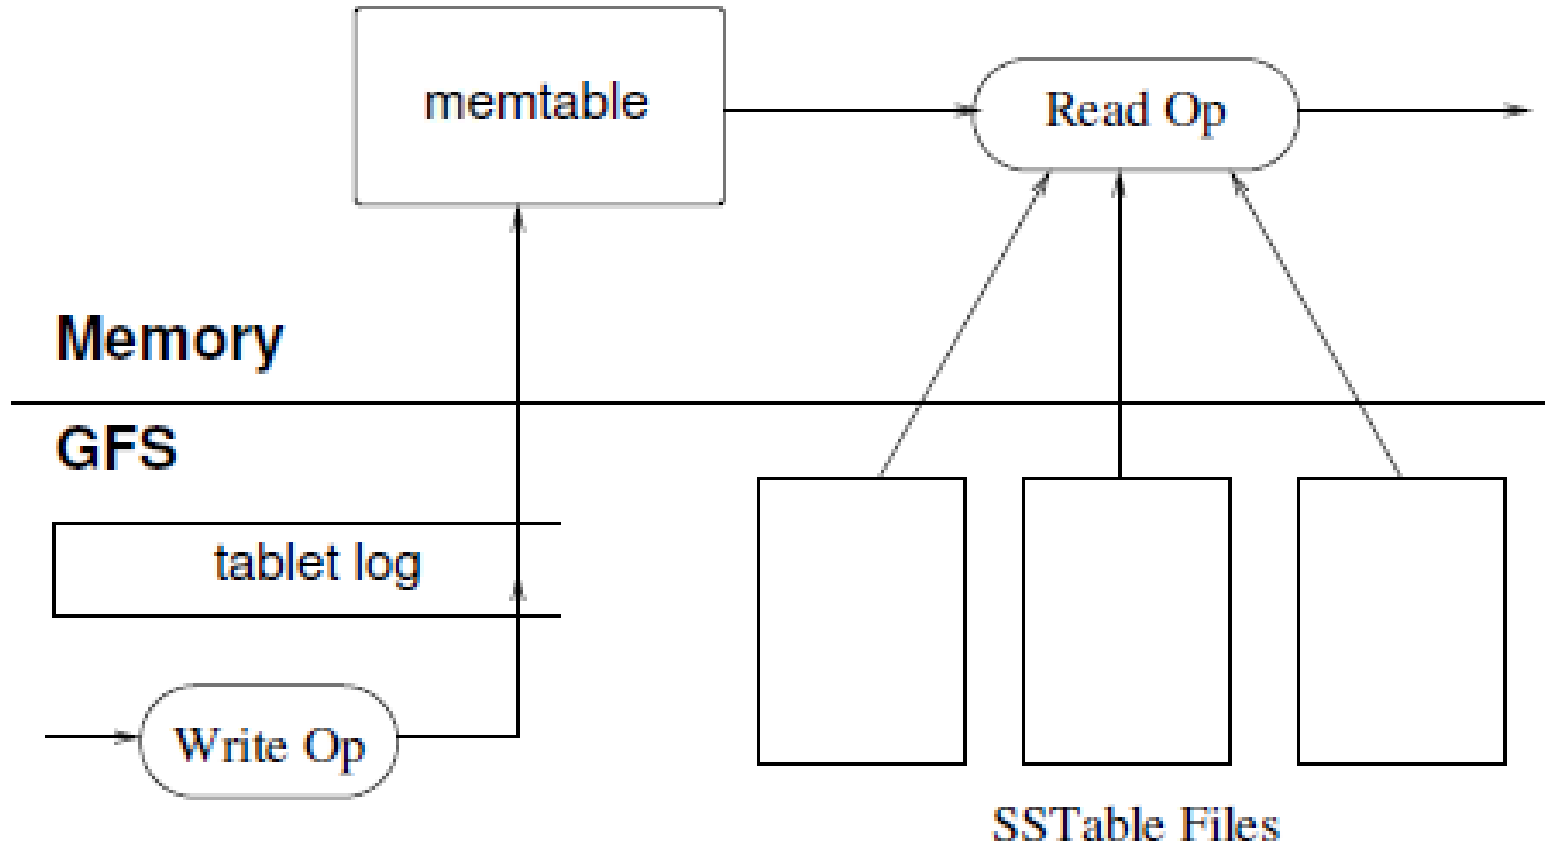 memtable
Read Op
Memory
GFS
tablet log
Write Op
SSTable Files